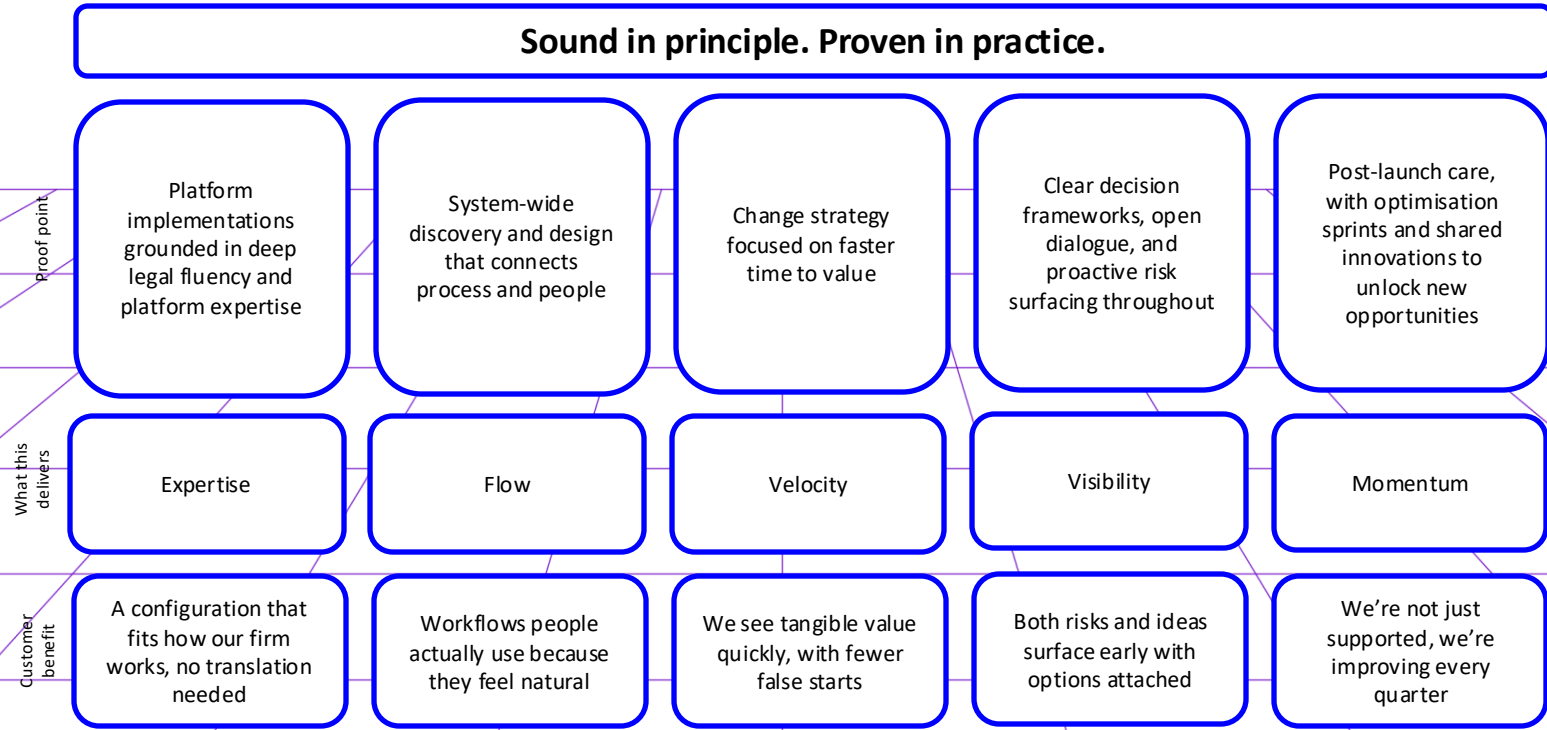 Sound in principle. Proven in practice.
Proof point
Platform
implementations
grounded in deep
legal fluency and
platform expertise
System-wide
discovery and design
that connects
process and people
Change strategy
focused on faster
time to value
Clear decision
frameworks, open
dialogue, and
proactive risk
surfacing throughout
Post-launch care,
with optimisation
sprints and shared
innovations to
unlock new
opportunities
What this
delivers
Expertise
Flow
Velocity
Visibility
Momentum
Customer
benefit
A configuration that
fits how our firm
works, no translation
needed
Workflows people
actually use because
they feel natural
We see tangible value
quickly, with fewer
false starts
Both risks and ideas
surface early with
options attached
We’re not just
supported, we’re
improving every
quarter